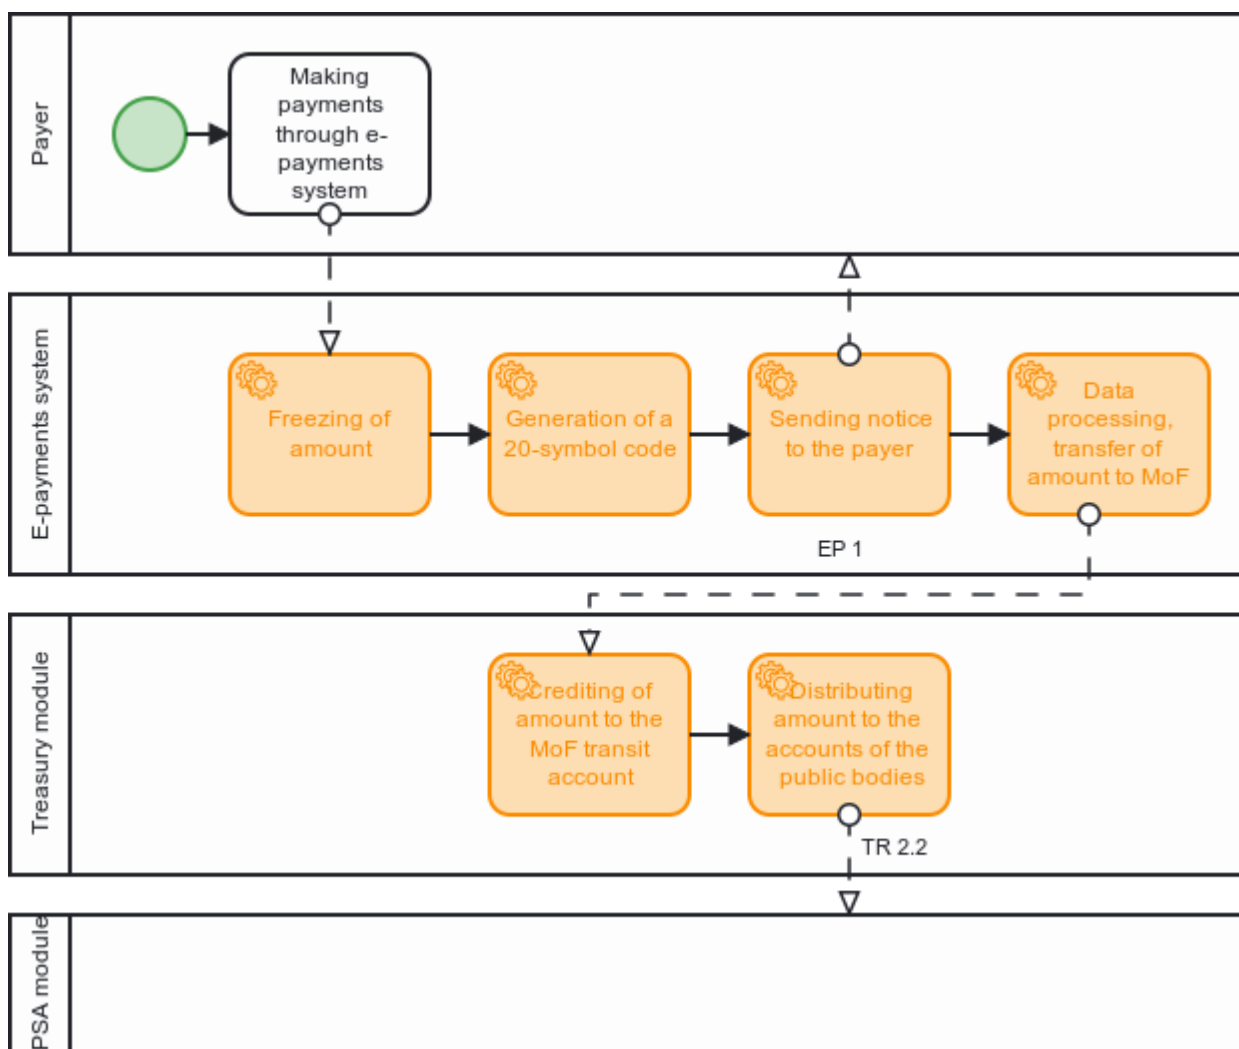 Payer
Making
payments
through e-
payments
system
E-payments system
Freezing of
amount
Generation of a
20-symbol code
Sending notice
to the payer
Data
processing,
transfer of
amount to MoF
EP 1
Treasury module
Crediting of
amount to the
MoF transit
account
Distributing
amount to the
accounts of the
public bodies
TR 2.2
PSA module